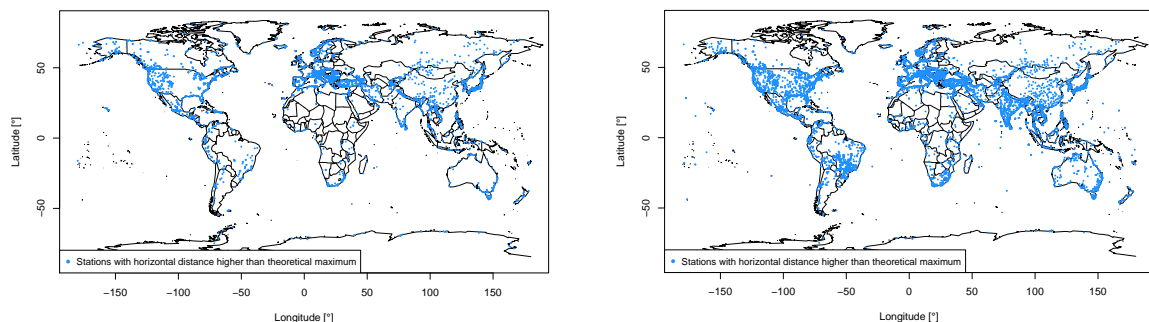 Latitude [°]
50
0
−50
Stations with horizontal distance higher than theoretical maximum
−150 −100 −50 0 50 100 150
Longitude [°]
Latitude [°]
50
0
−50
Stations with horizontal distance higher than theoretical maximum
−150 −100 −50 0 50 100 150
Longitude [°]